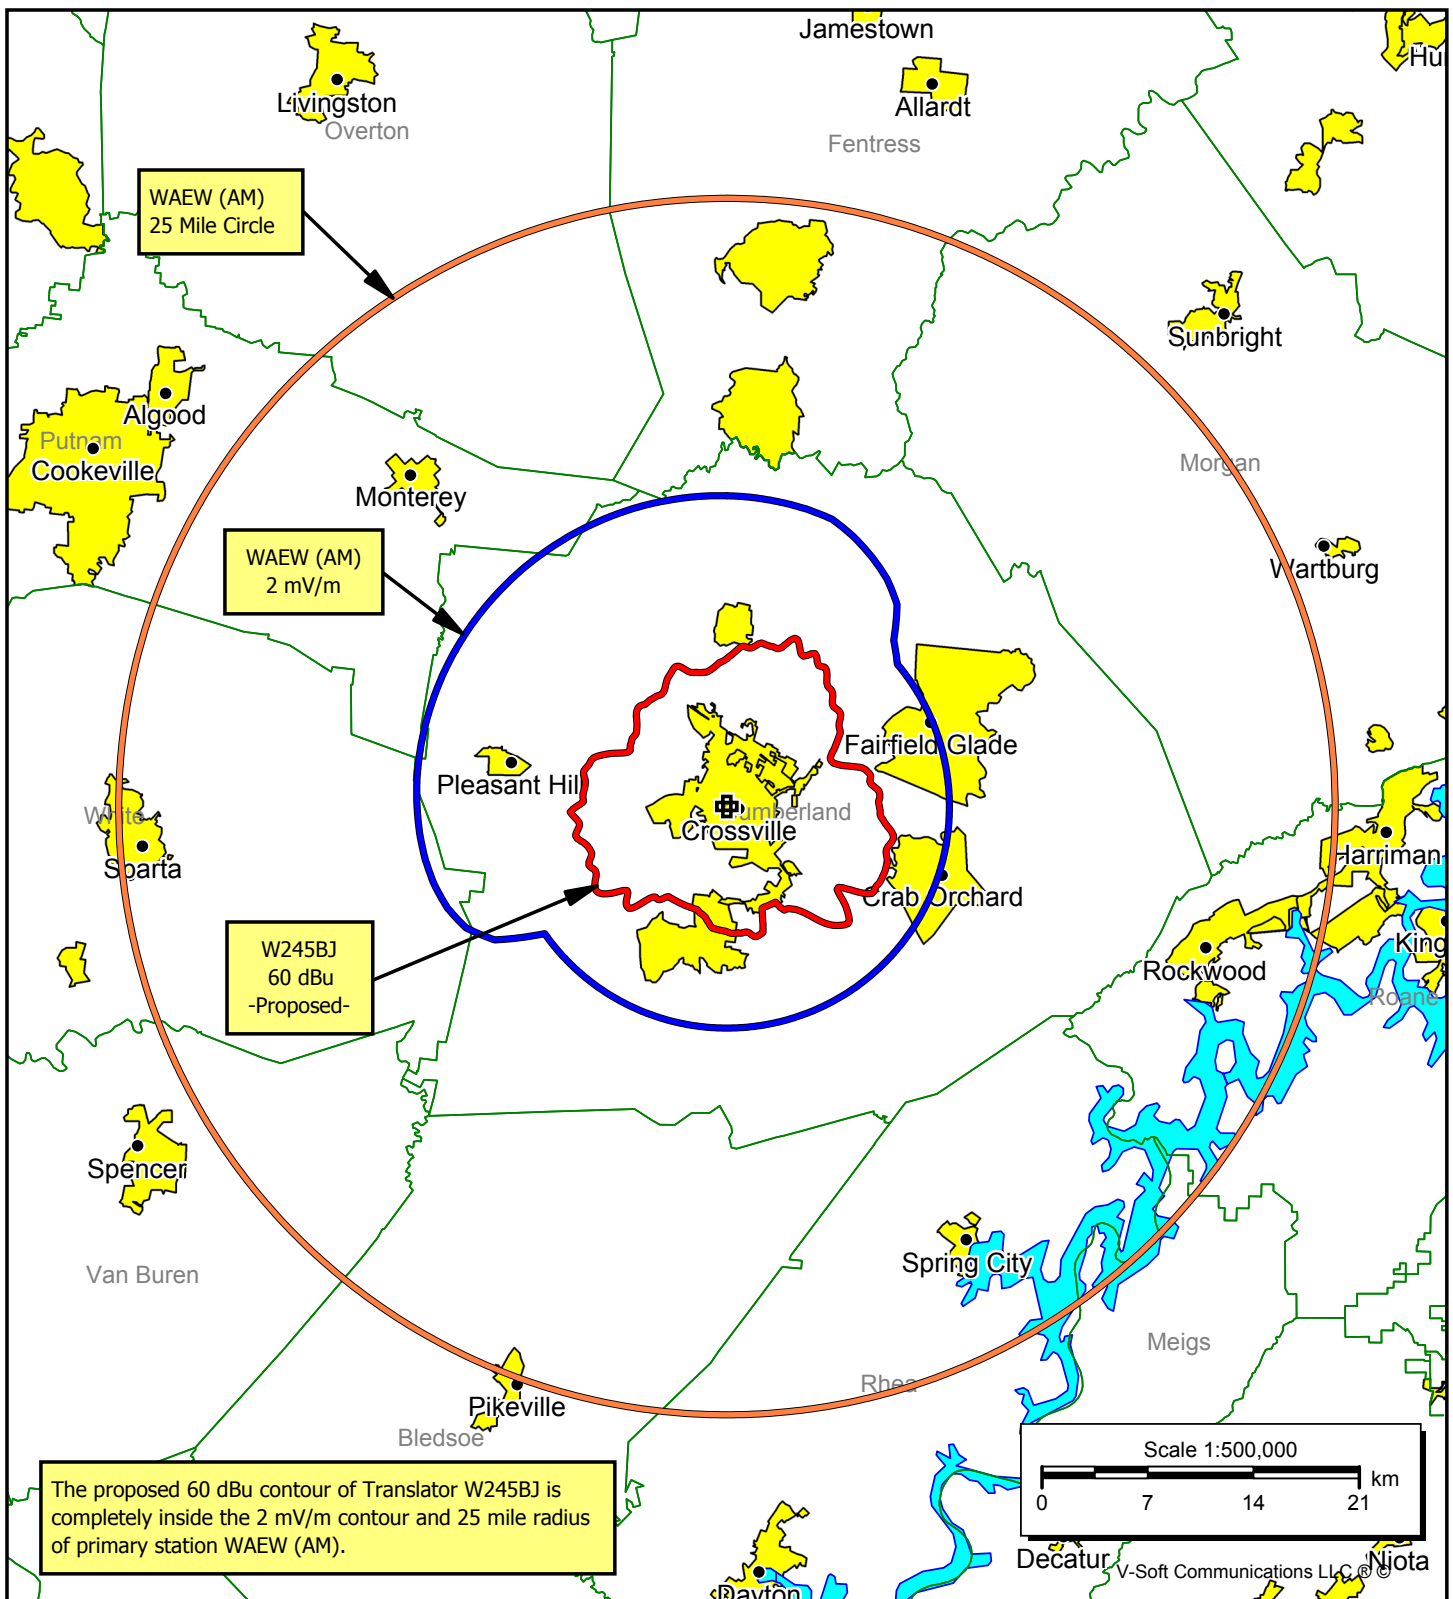 Jamestown
Livingston
Overton
Allardt
Fentress
WAEW (AM)
25 Mile Circle
Sunbright
Algood
Putnam
Cookeville
Monterey
Morgan
WAEW (AM)
2 mV/m
Wartburg
Fairfield Glade
Pleasant Hill
White
Crossville
Sparta
Harriman
Crab Orchard
W245BJ
60 dBu
-Proposed-
Rockwood
Roane
Spencer
Van Buren
Spring City
Meigs
Rhea
Pikeville
Bledsoe
Scale 1:500,000
km
0 7 14 21
The proposed 60 dBu contour of Translator W245BJ is
completely inside the 2 mV/m contour and 25 mile radius
of primary station WAEW (AM).
Decatur
Niota
V-Soft Communications LLC ® ©
Dayton